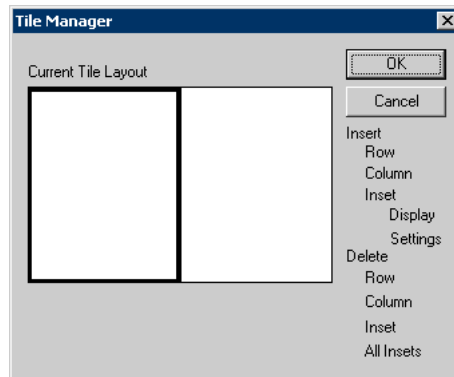 Tile Manager
Current Tile Layout
OK
Cancel
Insert
Row
Column
Inset
Display
Settings
Delete
Row
Column
Inset
All Insets